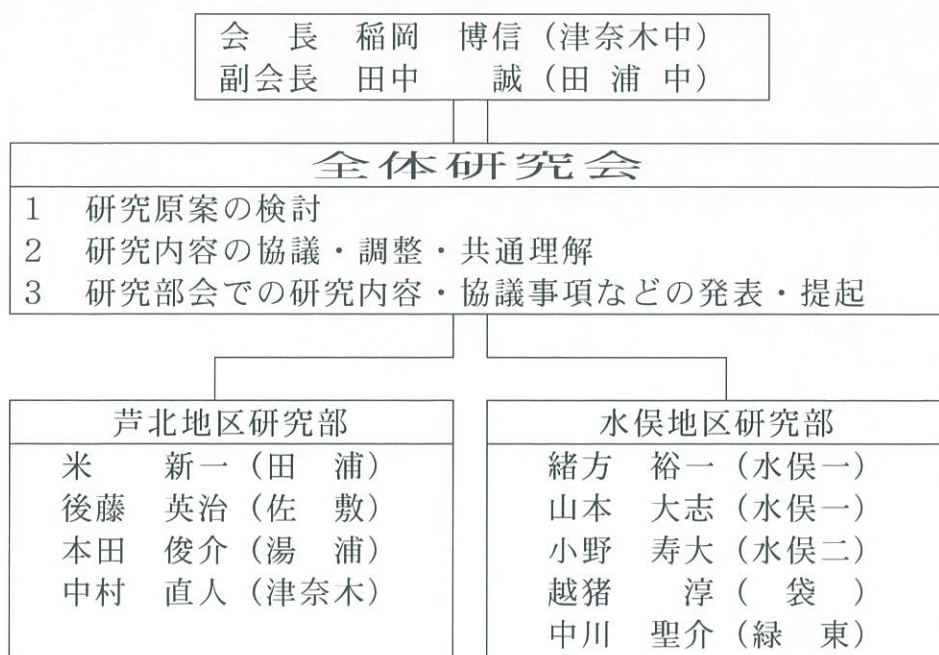 会　長　稲岡　博信（津奈木中）
副会長　田中　　誠（田 浦 中）
全体研究会
1　研究原案の検討
2　研究内容の協議・調整・共通理解
3　研究部会での研究内容・協議事項などの発表・提起
芦北地区研究部
米　　新一（田　浦）
後藤　英治（佐　敷）
本田　俊介（湯　浦）
中村　直人（津奈木）
水俣地区研究部
緒方　裕一（水俣一）
山本　大志（水俣一）
小野　寿大（水俣二）
越猪　　淳（　袋　）
中川　聖介（緑　東）